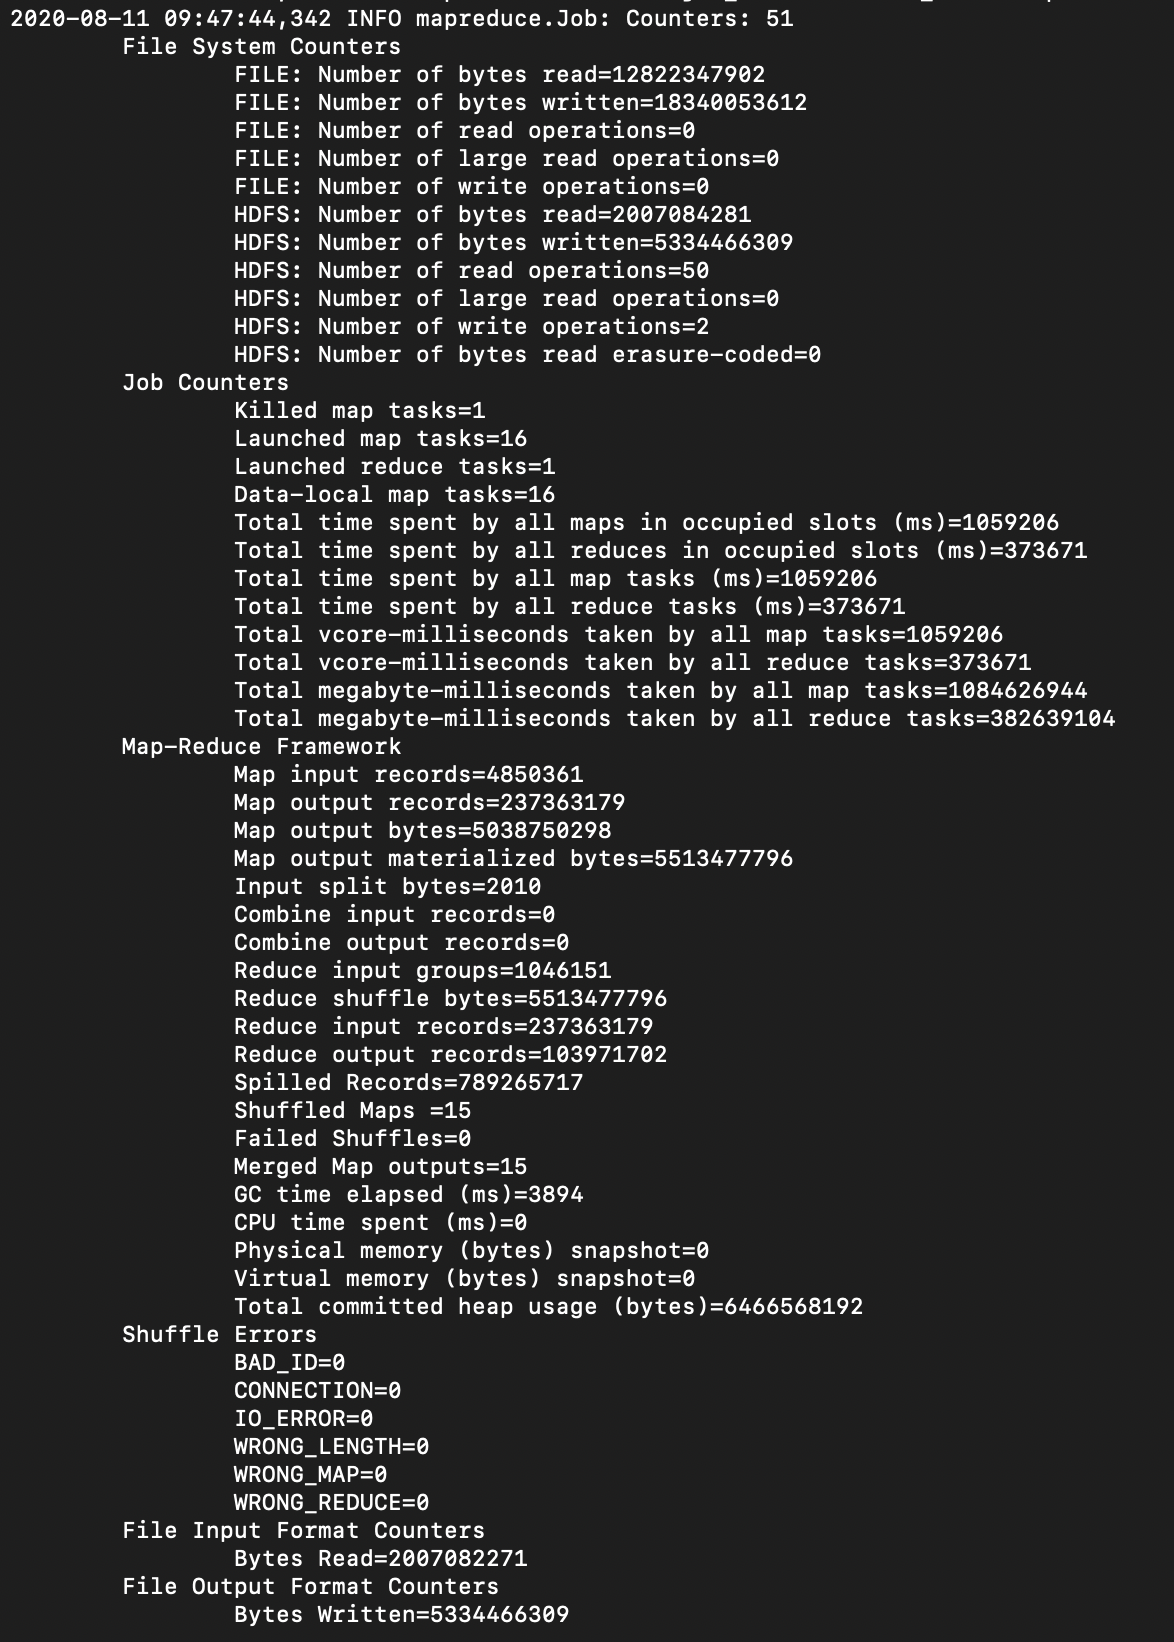 2020-08-11 09:47:44,342 INFO mapreduce.Job: Counters: 51
File System Counters
FILE: Number of bytes read=12822347902
FILE: Number of bytes written=18340053612
FILE: Number of read operations=0
FILE: Number of large read operations=0
FILE: Number of write operations=0
HDFS: Number of bytes read=2007084281
HDFS: Number of bytes written=5334466309
HDFS: Number of read operations=50
HDFS: Number of large read operations=0
HDFS: Number of write operations=2
HDFS: Number of bytes read erasure-coded=0
Job Counters
Killed map tasks=1
Launched map tasks=16
Launched reduce tasks=1
Data-local map tasks=16
Total time spent by all maps in occupied slots (ms)=1059206
Total time spent by all reduces in occupied slots (ms)=373671
Total time spent by all map tasks (ms)=1059206
Total time spent by all reduce tasks (ms)=373671
Total vcore-milliseconds taken by all map tasks=1059206
Total vcore-milliseconds taken by all reduce tasks=373671
Total megabyte-milliseconds taken by all map tasks=1084626944
Total megabyte-milliseconds taken by all reduce tasks=382639104
Map-Reduce Framework
Map input records=4850361
Map output records=237363179
Map output bytes=5038750298
Map output materialized bytes=5513477796
Input split bytes=2010
Combine input records=0
Combine output records=0
Reduce input groups=1046151
Reduce shuffle bytes=5513477796
Reduce input records=237363179
Reduce output records=103971702
Spilled Records=789265717
Shuffled Maps =15
Failed Shuffles=0
Merged Map outputs=15
GC time elapsed (ms)=3894
CPU time spent (ms)=0
Physical memory (bytes) snapshot=0
Virtual memory (bytes) snapshot=0
Total committed heap usage (bytes)=6466568192
Shuffle Errors
BAD_ID=0
CONNECTION=0
IO_ERROR=0
WRONG_LENGTH=0
WRONG_MAP=0
WRONG_REDUCE=0
File Input Format Counters
Bytes Read=2007082271
File Output Format Counters
Bytes Written=5334466309